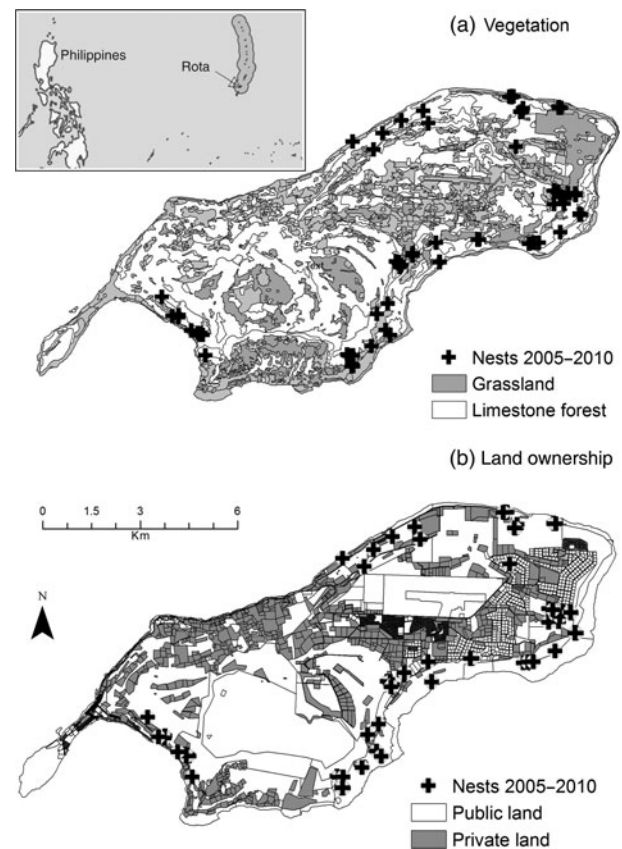 (a) Vegetation
Philippines
Rota
Text
Nests 2005–2010
Grassland
Limestone forest
(b) Land ownership
0 1.5 3 6
Km
N
Nests 2005–2010
Public land
Private land